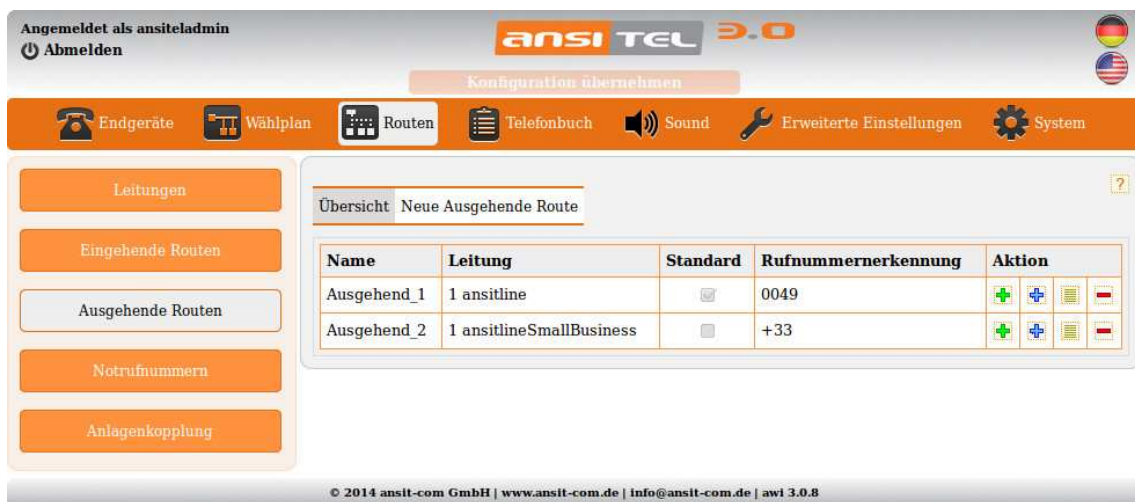 Angemeldet als ansiteladmin
Abmelden
ansi TEL 3.0
Konfiguration übernehmen
Endgeräte Wählplan Routen Telefonbuch Sound Erweiterte Einstellungen System
Leitungen
Eingehende Routen
Ausgehende Routen
Notrufnummern
Anlagenkopplung
?
Übersicht Neue Ausgehende Route
Name Leitung Standard Rufnummernerkennung Aktion
Ausgehend_1 1 ansitline 0049
Ausgehend_2 1 ansitlineSmallBusiness +33
© 2014 ansit-com GmbH | www.ansit-com.de | info@ansit-com.de | awi 3.0.8